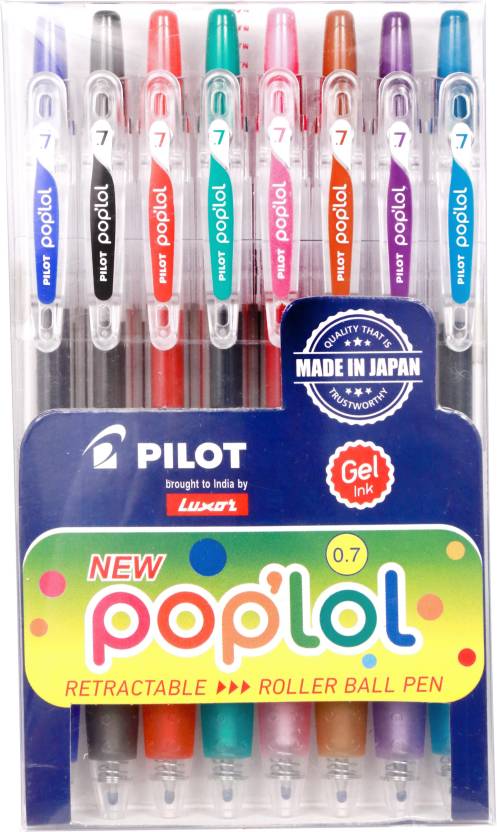 .7
PILOT pop'lol
.7
PILOT pop'lol
.7
PILOT pop'lol
.7
PILOT pop'lol
.7
PILOT pop'lol
.7
PILOT pop'lol
.7
PILOT pop'lol
.7
PILOT pop'lol
QUALITY THAT IS
MADE IN JAPAN
TRUSTWORTHY
PILOT
brought to India by
Luxor
Gel
Ink
NEW
0.7
pop'lol
RETRACTABLE ROLLER BALL PEN